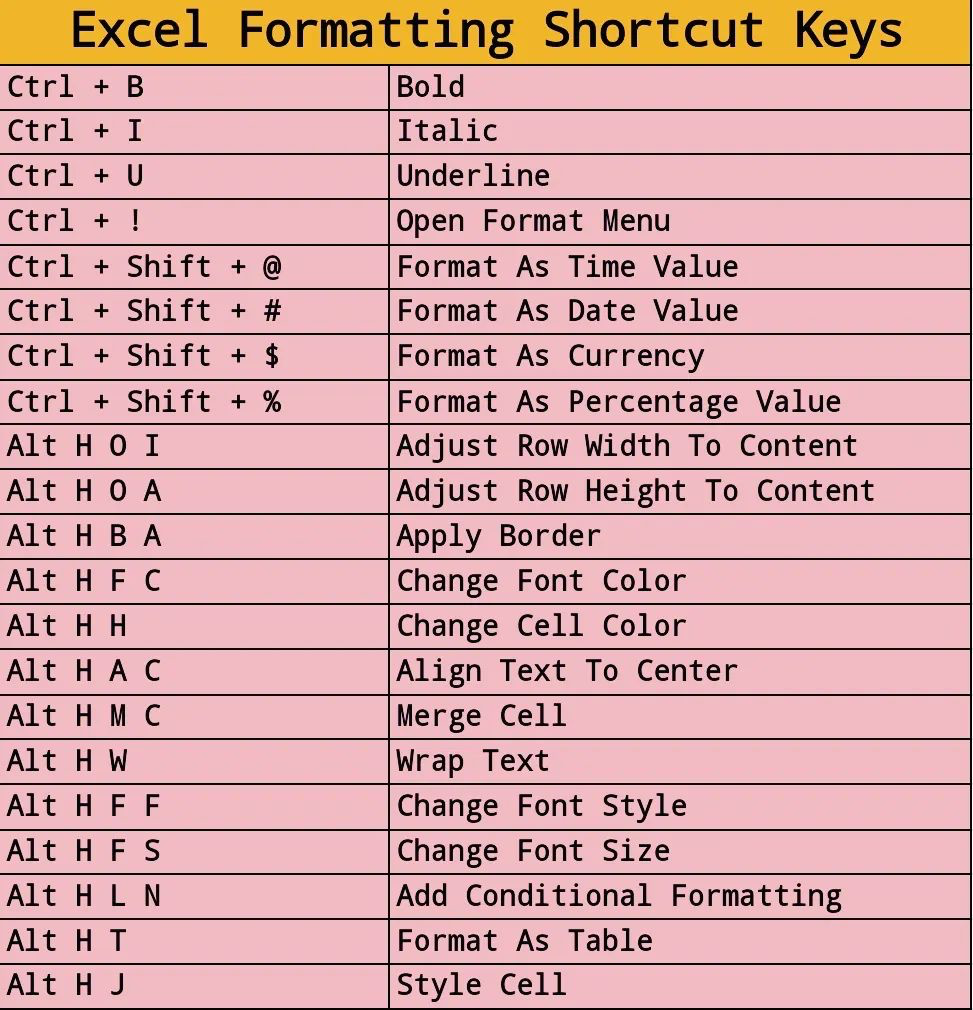 Excel Formatting Shortcut Keys
Ctrl + B Bold
Ctrl + I Italic
Ctrl + U Underline
Ctrl + ! Open Format Menu
Ctrl + Shift + @ Format As Time Value
Ctrl + Shift + # Format As Date Value
Ctrl + Shift + $ Format As Currency
Ctrl + Shift + % Format As Percentage Value
Alt H O I Adjust Row Width To Content
Alt H O A Adjust Row Height To Content
Alt H B A Apply Border
Alt H F C Change Font Color
Alt H H Change Cell Color
Alt H A C Align Text To Center
Alt H M C Merge Cell
Alt H W Wrap Text
Alt H F F Change Font Style
Alt H F S Change Font Size
Alt H L N Add Conditional Formatting
Alt H T Format As Table
Alt H J Style Cell